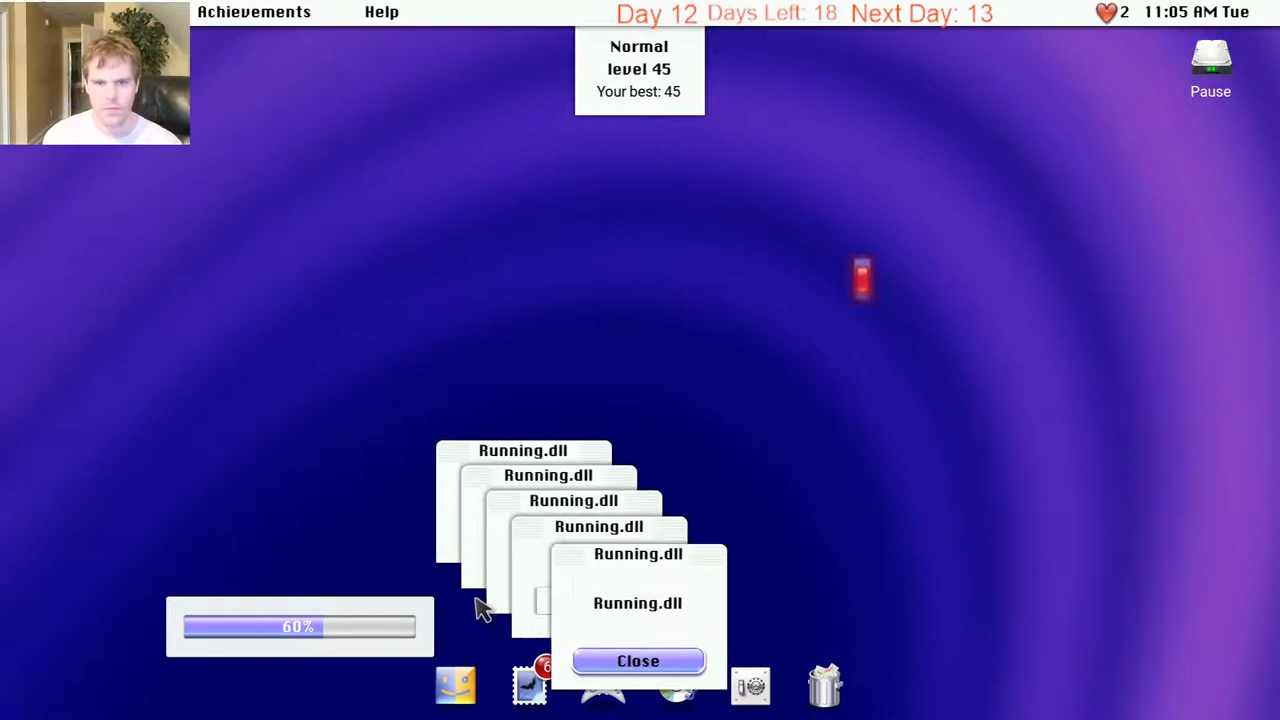 Achievements Help Day 12 Days Left: 18 Next Day: 13 2 11:05 AM Tue
Normal
level 45
Your best: 45
Pause
Running.dll
Running.dll
Running.dll
Running.dll
Running.dll
Running.dll
60%
Close
6